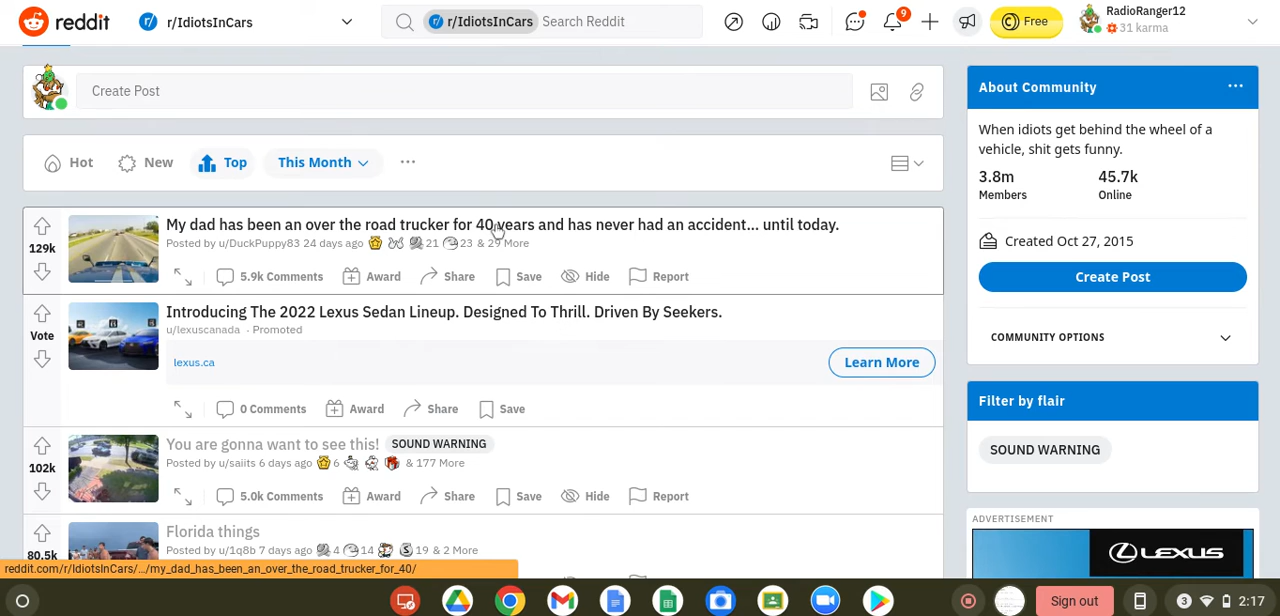 reddit r/IdiotsInCars r/IdiotsInCars Search Reddit 9 Free RadioRanger12
31 karma
Create Post
Hot New Top This Month ...
129k
My dad has been an over the road trucker for 40 years and has never had an accident... until today.
Posted by u/DuckPuppy83 24 days ago 21 23 & 29 More
5.9k Comments Award Share Save Hide Report
Vote
Introducing The 2022 Lexus Sedan Lineup. Designed To Thrill. Driven By Seekers.
u/lexuscanada · Promoted
lexus.ca Learn More
0 Comments Award Share Save
102k
You are gonna want to see this! SOUND WARNING
Posted by u/saiits 6 days ago 6 & 177 More
5.0k Comments Award Share Save Hide Report
80.5k
Florida things
Posted by u/1q8b 7 days ago 4 14 19 & 2 More
About Community ...
When idiots get behind the wheel of a
vehicle, shit gets funny.
3.8m 45.7k
Members Online
Created Oct 27, 2015
Create Post
COMMUNITY OPTIONS
Filter by flair
SOUND WARNING
ADVERTISEMENT
LEXUS
reddit.com/r/IdiotsInCars/.../my_dad_has_been_an_over_the_road_trucker_for_40/
Sign out 3 2:17